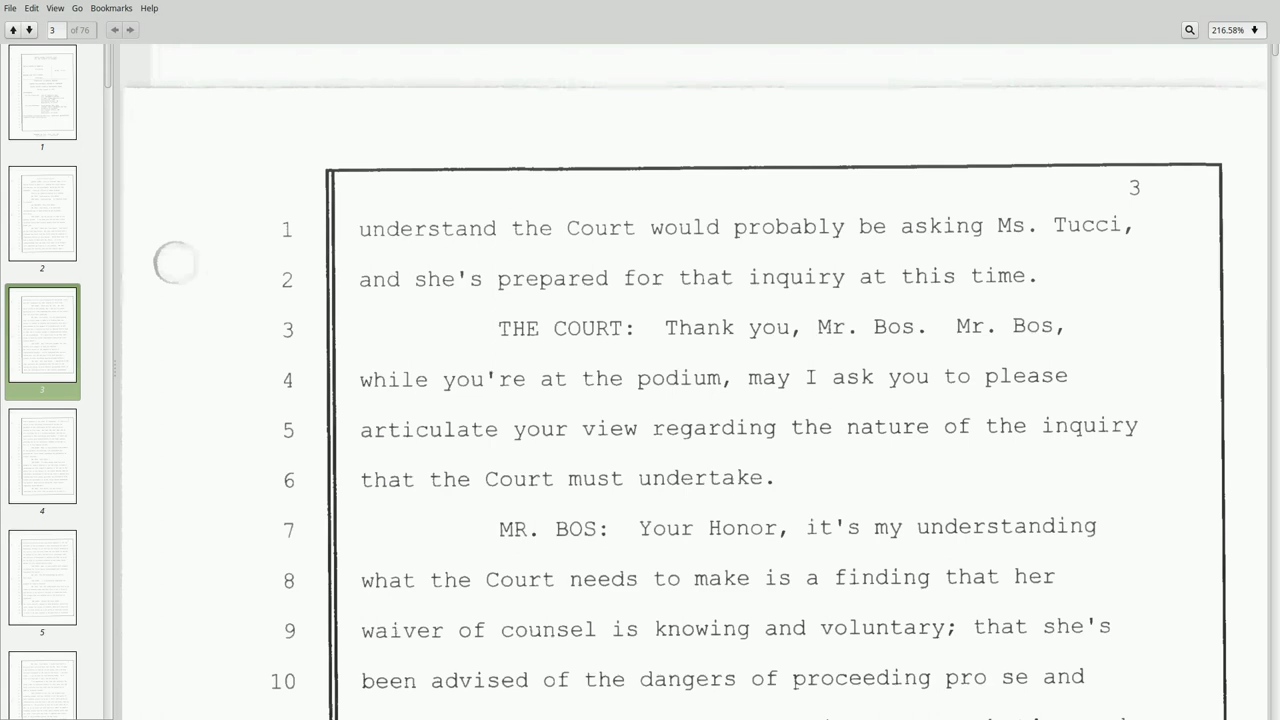 File Edit View Go Bookmarks Help
3 of 76
216.58%
1
2
3
4
5
3
1 understand the Court would probably be asking Ms. Tucci,
2 and she's prepared for that inquiry at this time.
3 THE COURT: Thank you, Mr. Bos. Mr. Bos,
4 while you're at the podium, may I ask you to please
5 articulate your view regarding the nature of the inquiry
6 that the Court must undertake.
7 MR. BOS: Your Honor, it's my understanding
8 what the Court needs to make is a finding that her
9 waiver of counsel is knowing and voluntary; that she's
10 been advised of the dangers of proceeding pro se and